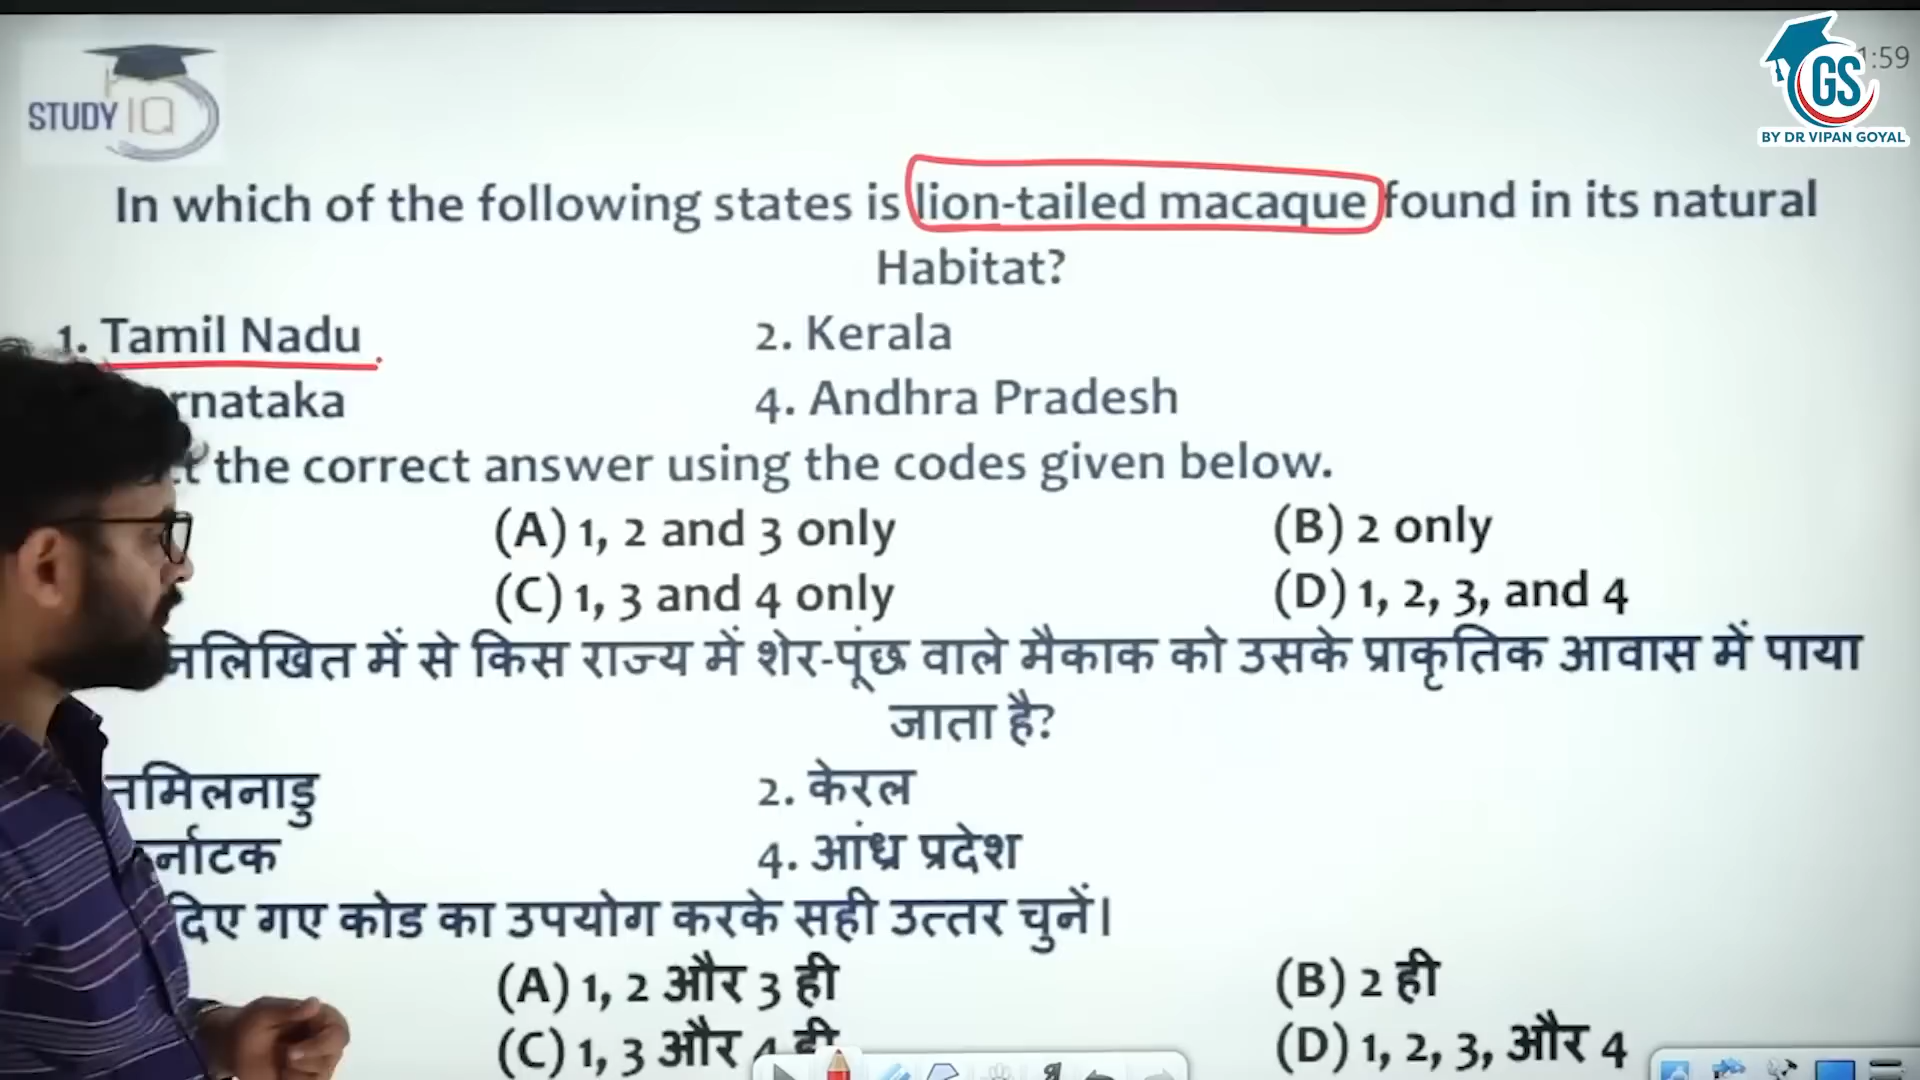 STUDY IQ
GS
:59
BY DR VIPAN GOYAL
In which of the following states is lion-tailed macaque found in its natural
Habitat?
1. Tamil Nadu 2. Kerala
rnataka 4. Andhra Pradesh
t the correct answer using the codes given below.
(A) 1, 2 and 3 only (B) 2 only
(C) 1, 3 and 4 only (D) 1, 2, 3, and 4
नलिखित में से किस राज्य में शेर-पूंछ वाले मैकाक को उसके प्राकृतिक आवास में पाया
जाता है?
तमिलनाडु 2. केरल
र्नाटक 4. आंध्र प्रदेश
दिए गए कोड का उपयोग करके सही उत्तर चुनें।
(A) 1, 2 और 3 ही (B) 2 ही
(C) 1, 3 और 4 ही (D) 1, 2, 3, और 4